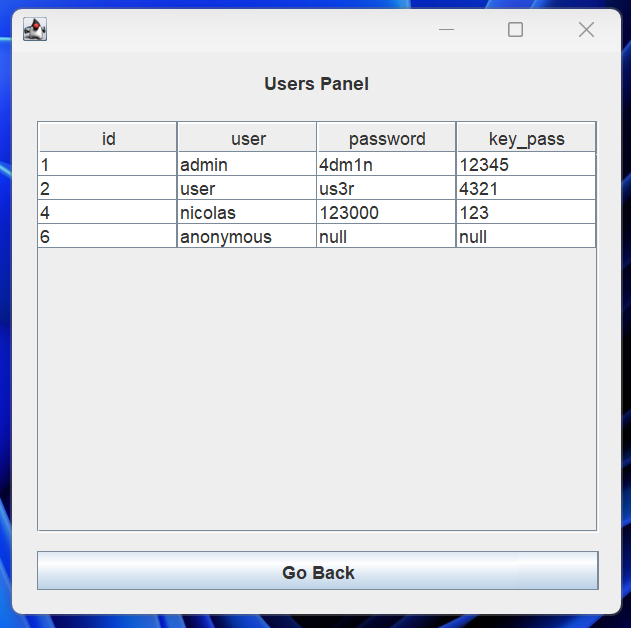 Users Panel
id user password key_pass
1 admin 4dm1n 12345
2 user us3r 4321
4 nicolas 123000 123
6 anonymous null null
Go Back